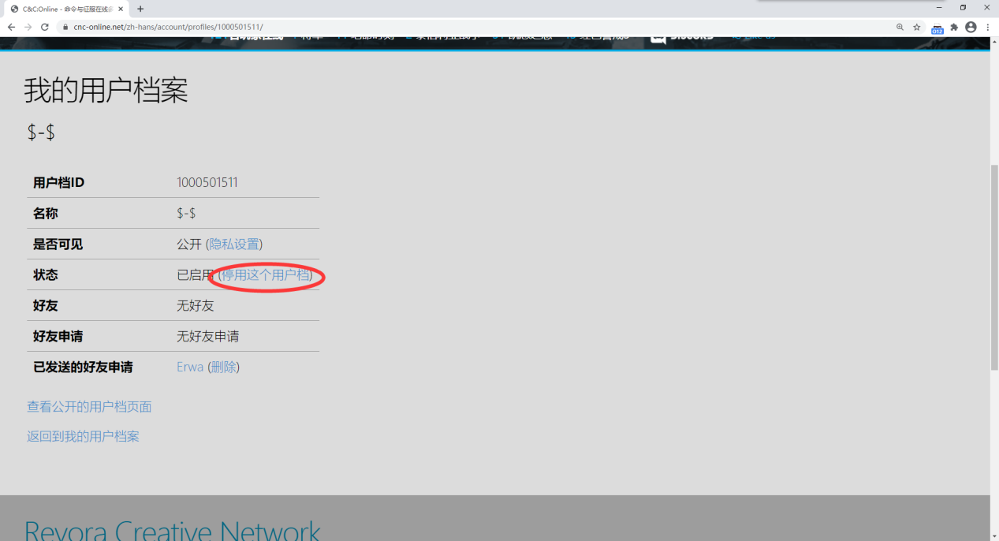 C&C:Online - 命令与征服在线
cnc-online.net/zh-hans/account/profiles/1000501511/
012
我的用户档案
$-$
用户档ID 1000501511
名称 $-$
是否可见 公开 (隐私设置)
状态 已启用 (停用这个用户档)
好友 无好友
好友申请 无好友申请
已发送的好友申请 Erwa (删除)
查看公开的用户档页面
返回到我的用户档案
Revora Creative Network